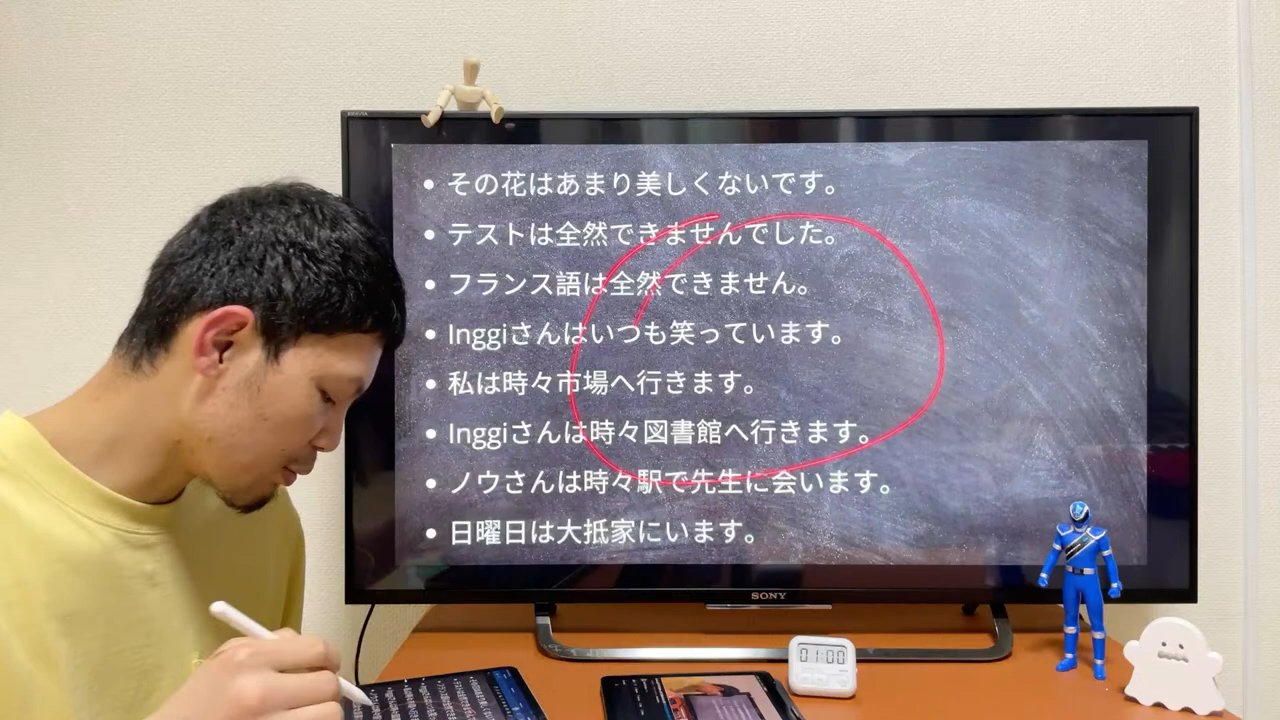 • その花はあまり美しくないです。
• テストは全然できませんでした。
• フランス語は全然できません。
• Inggiさんはいつも笑っています。
• 私は時々市場へ行きます。
• Inggiさんは時々図書館へ行きます。
• ノウさんは時々駅で先生に会います。
• 日曜日は大抵家にいます。
SONY
01:00